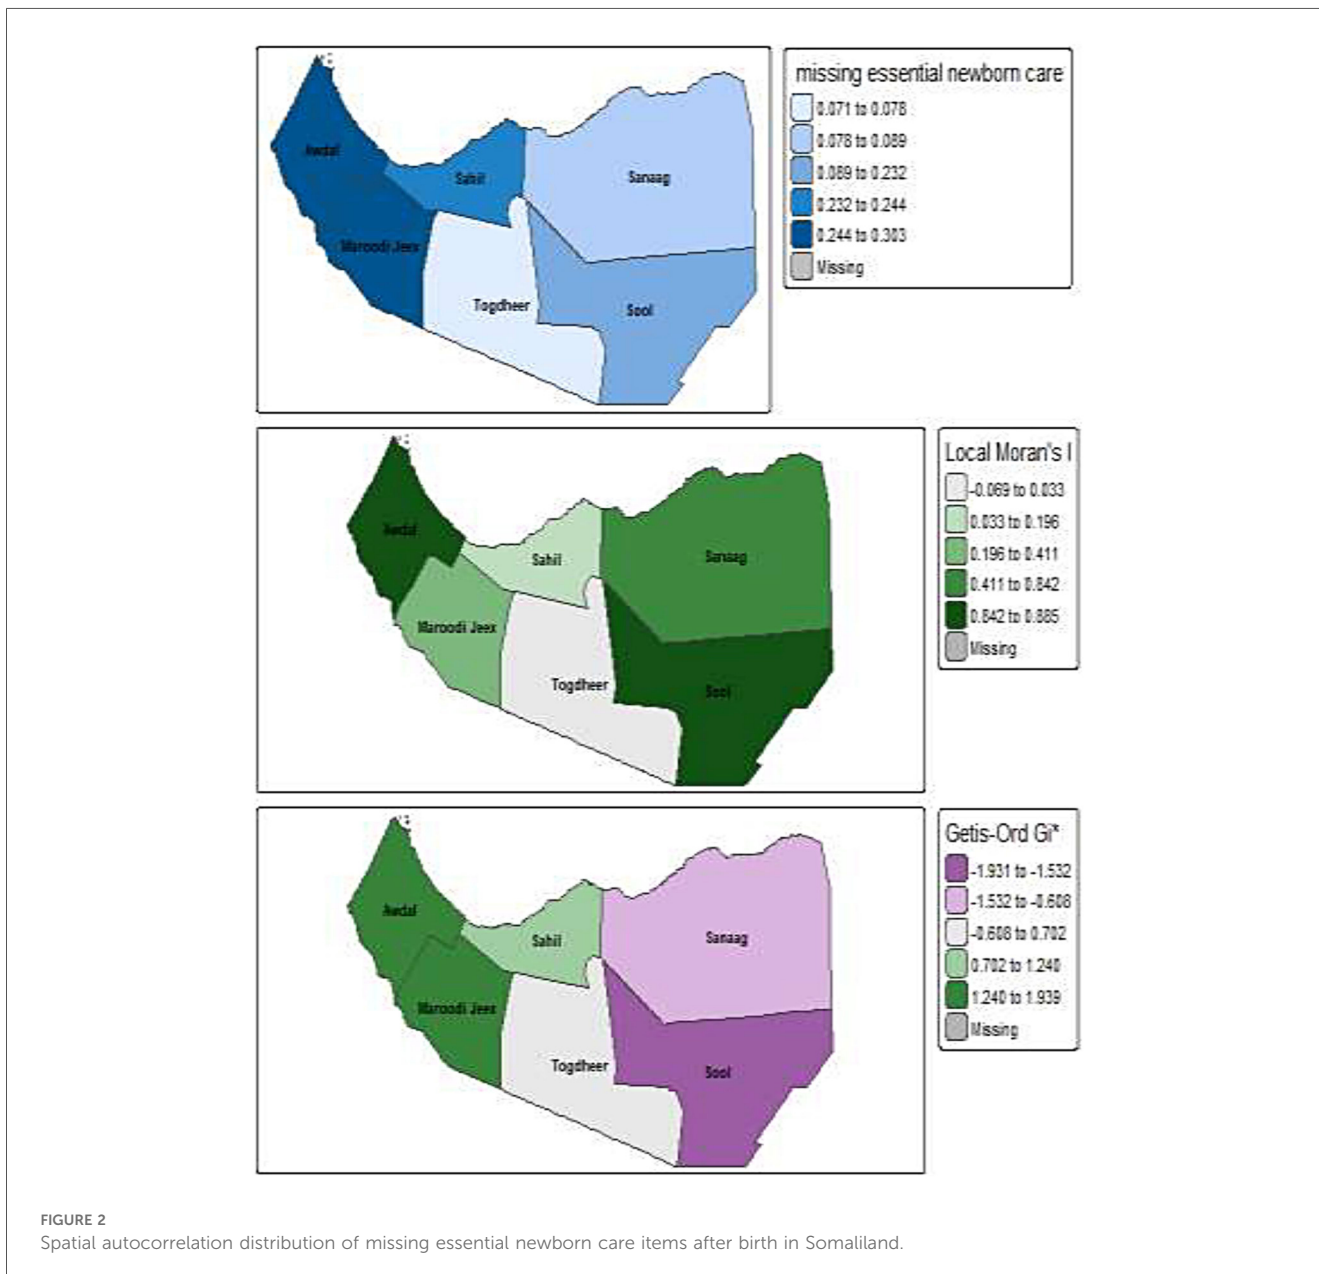 missing essential newborn care
0.071 to 0.078
0.078 to 0.089
0.089 to 0.232
0.232 to 0.244
0.244 to 0.303
Missing
Awdal
Sahil
Sanaag
Maroodi Jeex
Togdheer
Sool
Local Moran's I
-0.069 to 0.033
0.033 to 0.196
0.196 to 0.411
0.411 to 0.842
0.842 to 0.885
Missing
Awdal
Sahil
Sanaag
Maroodi Jeex
Togdheer
Sool
Getis-Ord Gi*
-1.931 to -1.532
-1.532 to -0.608
-0.608 to 0.702
0.702 to 1.240
1.240 to 1.939
Missing
Awdal
Sahil
Sanaag
Maroodi Jeex
Togdheer
Sool
FIGURE 2
Spatial autocorrelation distribution of missing essential newborn care items after birth in Somaliland.